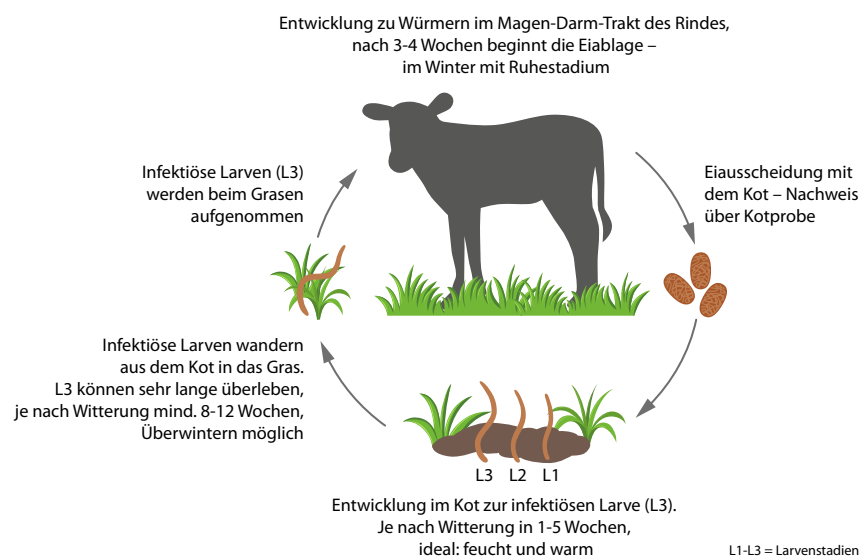 Entwicklung zu Würmern im Magen-Darm-Trakt des Rindes,
nach 3-4 Wochen beginnt die Eiablage –
im Winter mit Ruhestadium
Eiausscheidung mit
dem Kot – Nachweis
über Kotprobe
L3 L2 L1
Entwicklung im Kot zur infektiösen Larve (L3).
Je nach Witterung in 1-5 Wochen,
ideal: feucht und warm
Infektiöse Larven wandern
aus dem Kot in das Gras.
L3 können sehr lange überleben,
je nach Witterung mind. 8-12 Wochen,
Überwintern möglich
Infektiöse Larven (L3)
werden beim Grasen
aufgenommen
L1-L3 = Larvenstadien